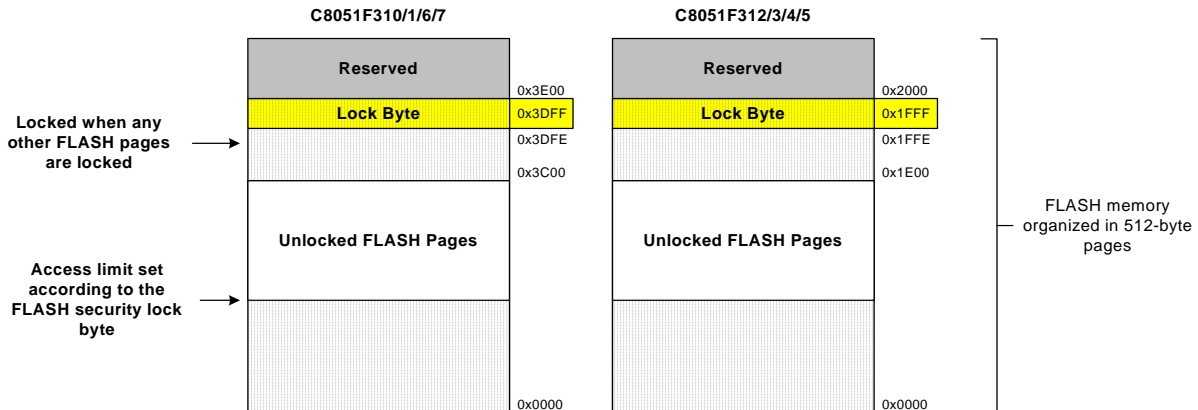 C8051F310/1/6/7
C8051F312/3/4/5
Reserved
0x3E00
Lock Byte
0x3DFF
0x3DFE
0x3C00
Unlocked FLASH Pages
0x0000
Reserved
0x2000
Lock Byte
0x1FFF
0x1FFE
0x1E00
Unlocked FLASH Pages
0x0000
Locked when any
other FLASH pages
are locked
Access limit set
according to the
FLASH security lock
byte
FLASH memory
organized in 512-byte
pages